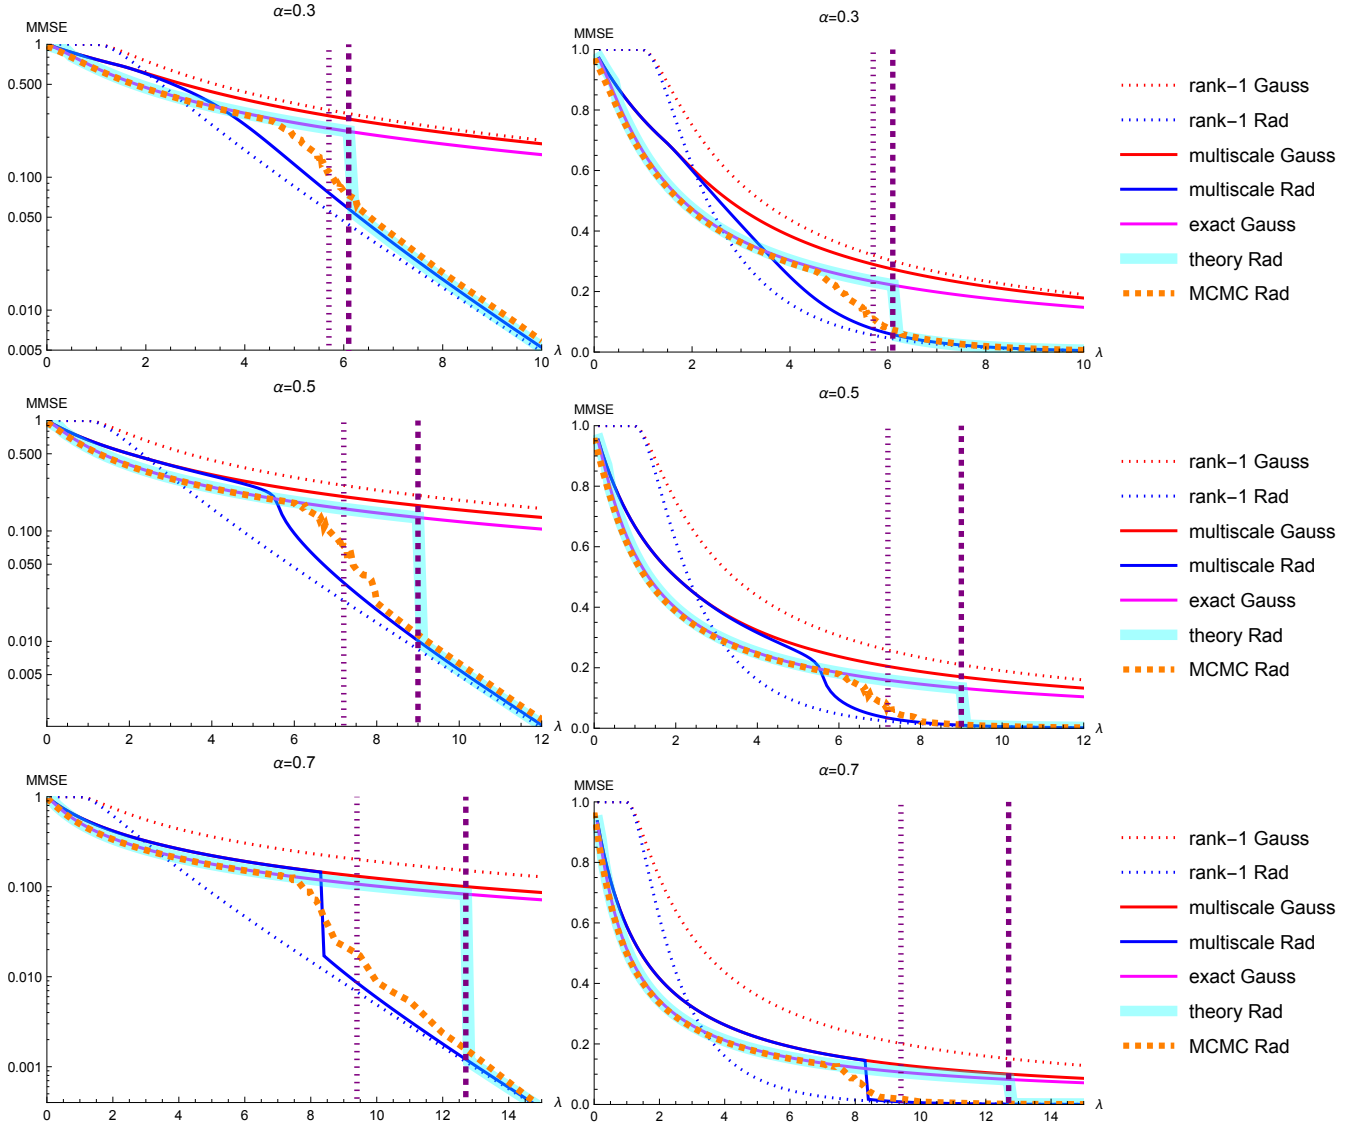 α=0.3
MMSE
1
0.500
0.100
0.050
0.010
0.005
0 2 4 6 8 10 λ
α=0.3
MMSE
1.0
0.8
0.6
0.4
0.2
0.0
0 2 4 6 8 10 λ
rank-1 Gauss
rank-1 Rad
multiscale Gauss
multiscale Rad
exact Gauss
theory Rad
MCMC Rad
α=0.5
MMSE
1
0.500
0.100
0.050
0.010
0.005
0 2 4 6 8 10 12 λ
α=0.5
MMSE
1.0
0.8
0.6
0.4
0.2
0.0
0 2 4 6 8 10 12 λ
rank-1 Gauss
rank-1 Rad
multiscale Gauss
multiscale Rad
exact Gauss
theory Rad
MCMC Rad
α=0.7
MMSE
1
0.100
0.010
0.001
0 2 4 6 8 10 12 14 λ
α=0.7
MMSE
1.0
0.8
0.6
0.4
0.2
0.0
0 2 4 6 8 10 12 14 λ
rank-1 Gauss
rank-1 Rad
multiscale Gauss
multiscale Rad
exact Gauss
theory Rad
MCMC Rad